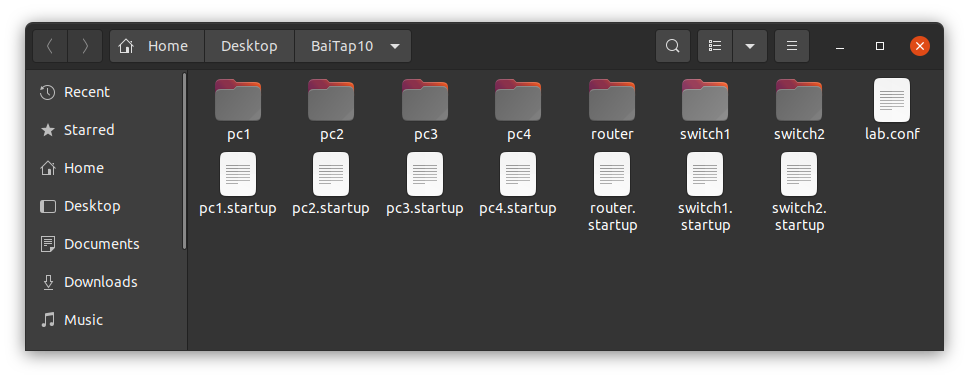 Home Desktop BaiTap10
Recent
Starred
Home
Desktop
Documents
Downloads
Music
pc1 pc2 pc3 pc4 router switch1 switch2 lab.conf
pc1.startup pc2.startup pc3.startup pc4.startup router. switch1. switch2.
startup startup startup